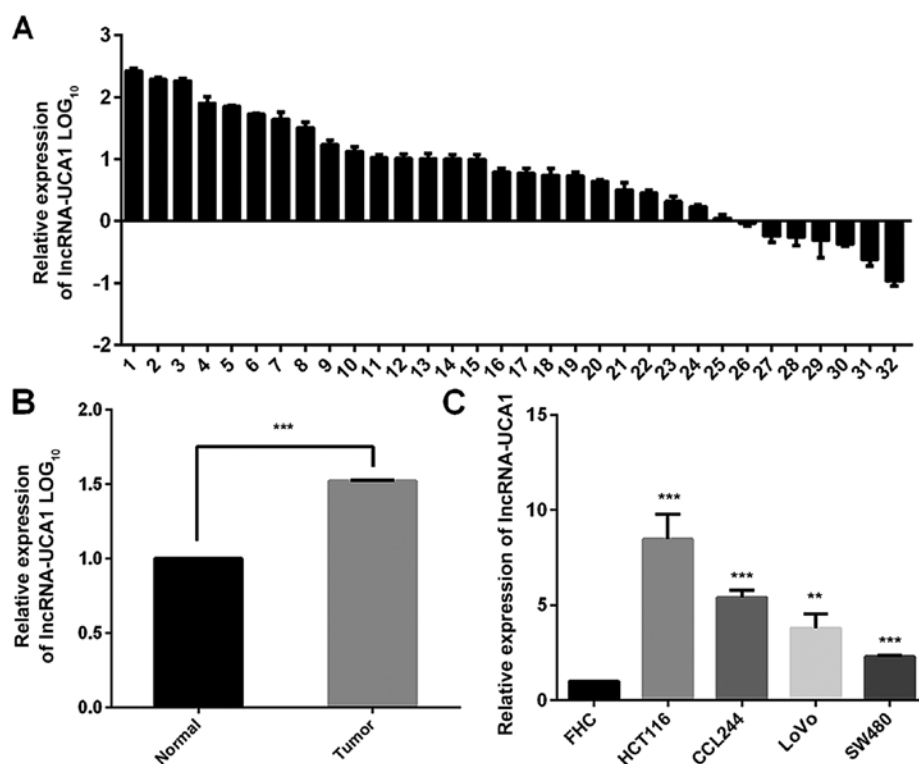 A
Relative expression
of lncRNA-UCA1 LOG10
3
2
1
0
-1
-2
1 2 3 4 5 6 7 8 9 10 11 12 13 14 15 16 17 18 19 20 21 22 23 24 25 26 27 28 29 30 31 32
B
Relative expression
of lncRNA-UCA1 LOG10
2.0
1.5
1.0
0.5
0.0
***
Normal Tumor
C
Relative expression of lncRNA-UCA1
15
10
5
0
*** *** ** ***
FHC HCT116 CCL244 LoVo SW480